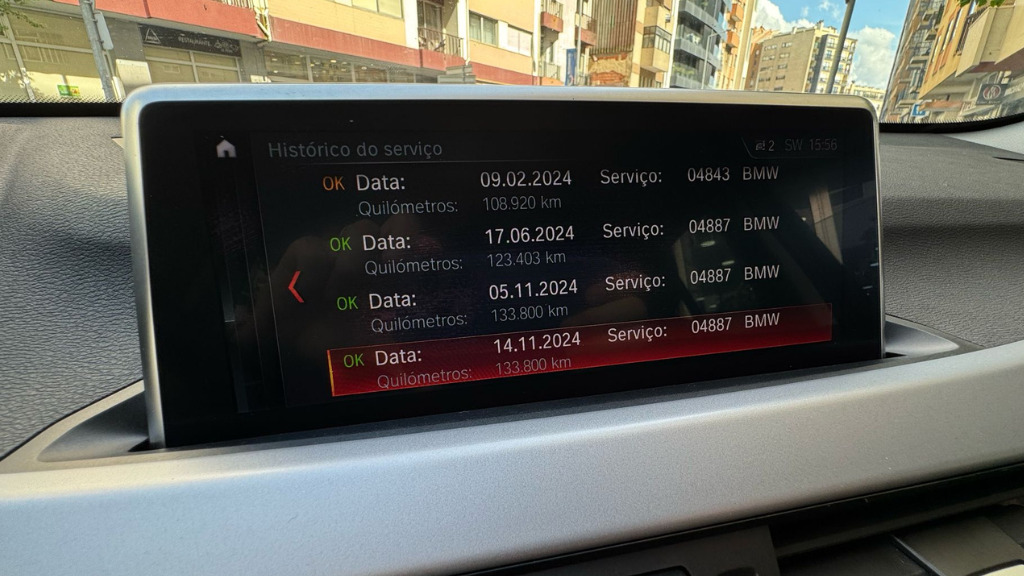 Histórico do serviço
2 SW 15:56
OK Data: 09.02.2024 Serviço: 04843 BMW
Quilómetros: 108.920 km
OK Data: 17.06.2024 Serviço: 04887 BMW
Quilómetros: 123.403 km
OK Data: 05.11.2024 Serviço: 04887 BMW
Quilómetros: 133.800 km
OK Data: 14.11.2024 Serviço: 04887 BMW
Quilómetros: 133.800 km